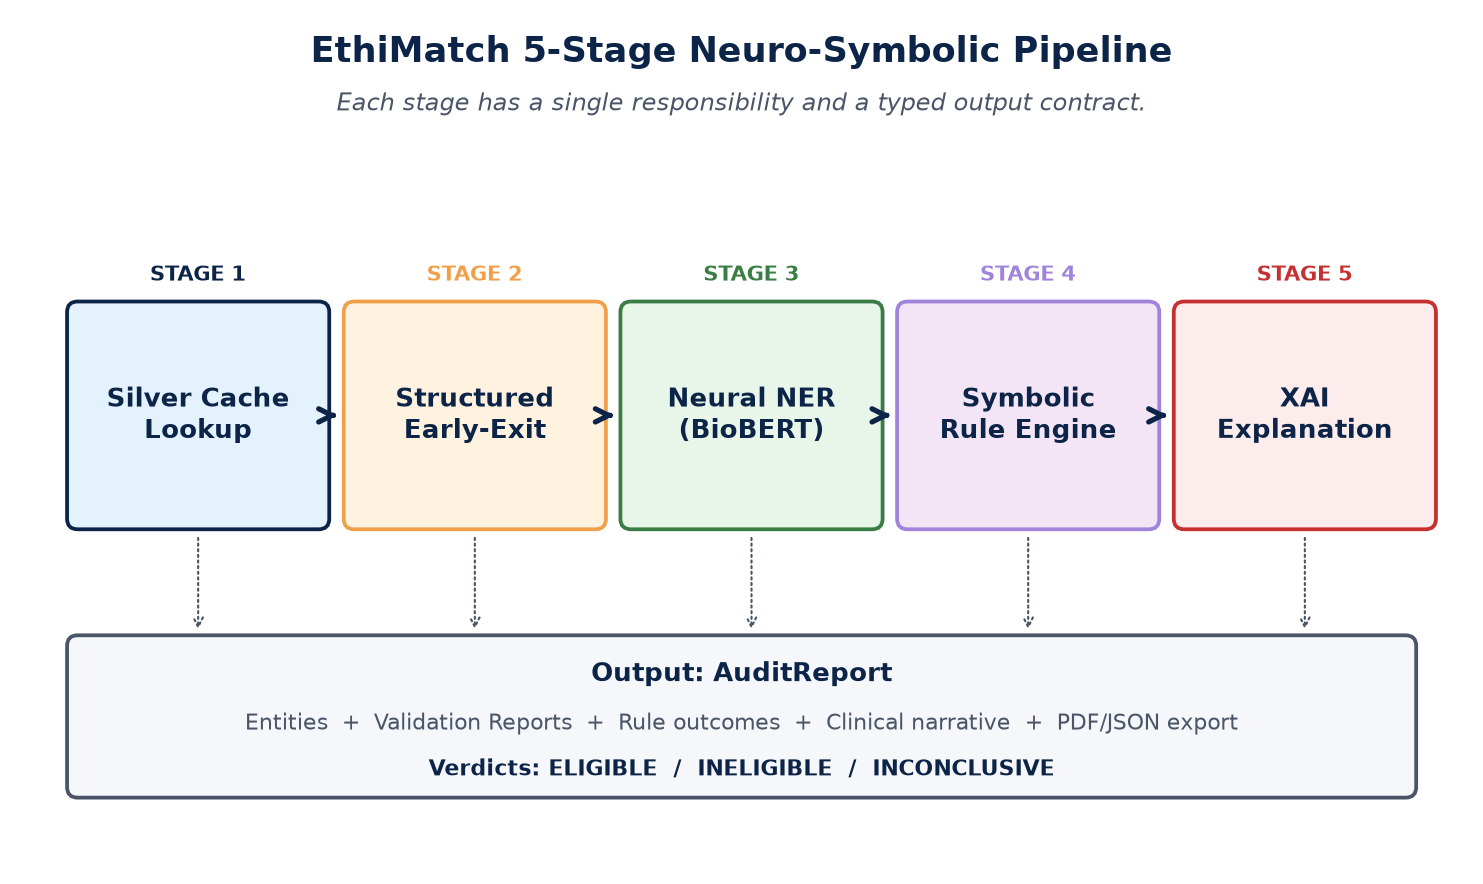 EthiMatch 5-Stage Neuro-Symbolic Pipeline
Each stage has a single responsibility and a typed output contract.
STAGE 1
Silver Cache
Lookup
STAGE 2
Structured
Early-Exit
STAGE 3
Neural NER
(BioBERT)
STAGE 4
Symbolic
Rule Engine
STAGE 5
XAI
Explanation
Output: AuditReport
Entities + Validation Reports + Rule outcomes + Clinical narrative + PDF/JSON export
Verdicts: ELIGIBLE / INELIGIBLE / INCONCLUSIVE